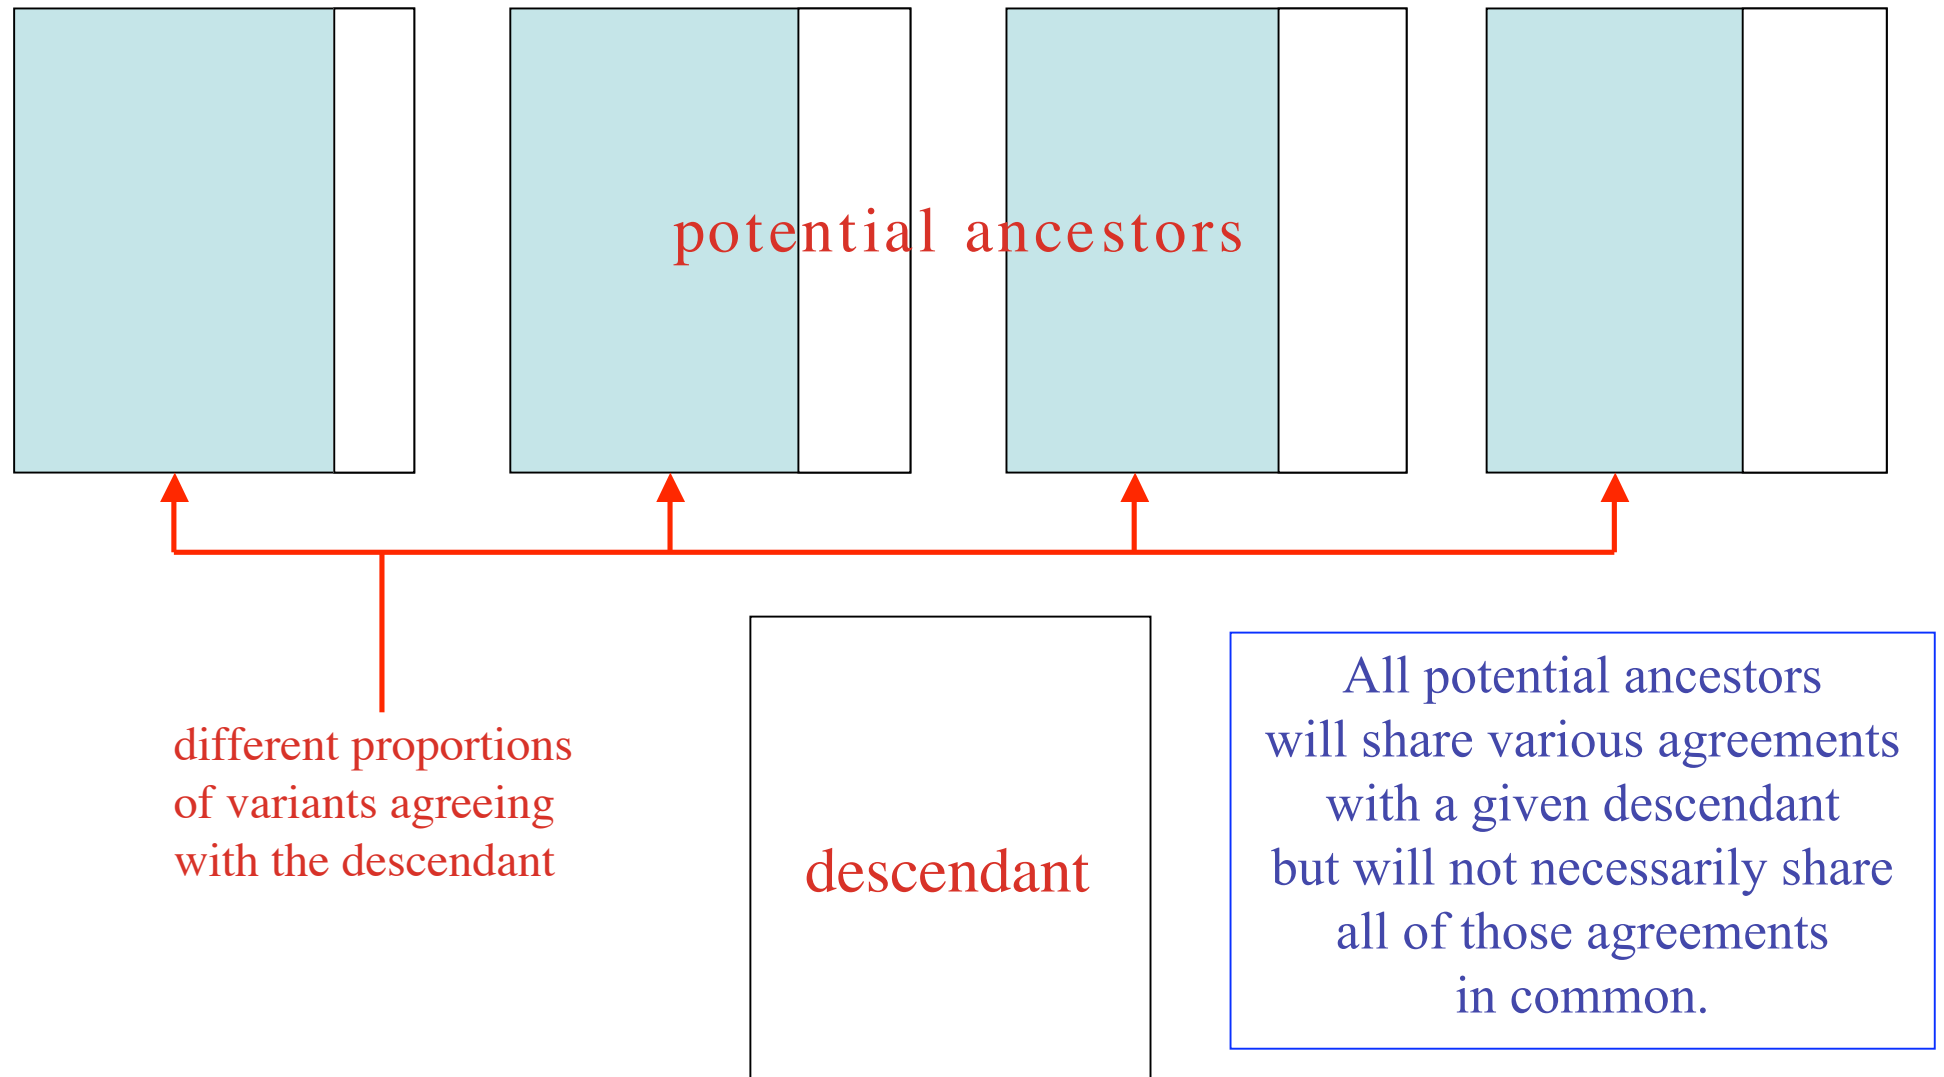 potential ancestors
different proportions
of variants agreeing
with the descendant
descendant
All potential ancestors
will share various agreements
with a given descendant
but will not necessarily share
all of those agreements
in common.